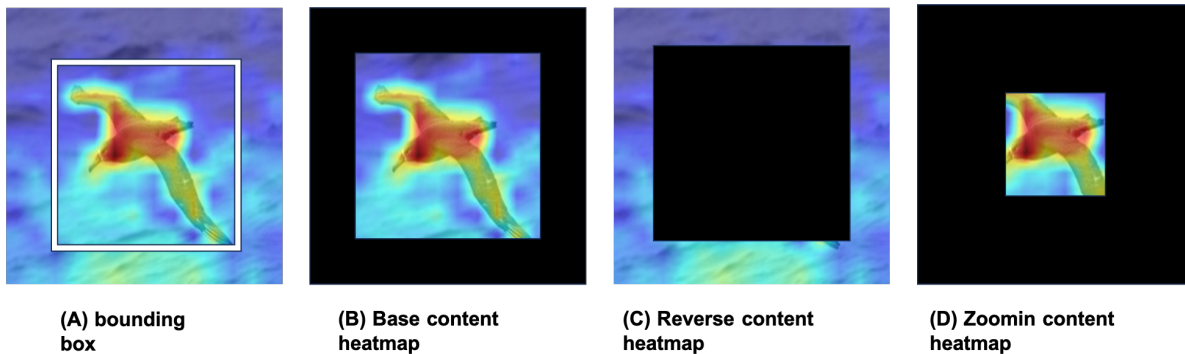 (A) bounding
box
(B) Base content
heatmap
(C) Reverse content
heatmap
(D) Zoomin content
heatmap